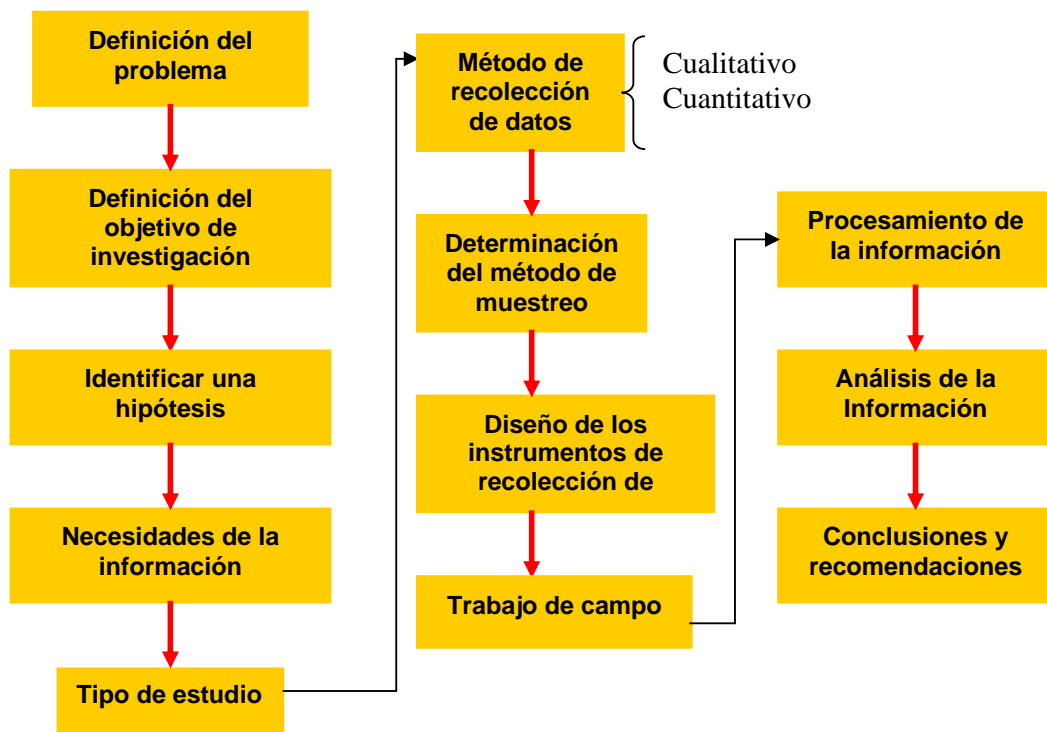 Definición del
problema
Definición del
objetivo de
investigación
Identificar una
hipótesis
Necesidades de la
información
Tipo de estudio
Método de
recolección
de datos
Cualitativo
Cuantitativo
Determinación
del método de
muestreo
Diseño de los
instrumentos de
recolección de
Trabajo de campo
Procesamiento de
la información
Análisis de la
Información
Conclusiones y
recomendaciones